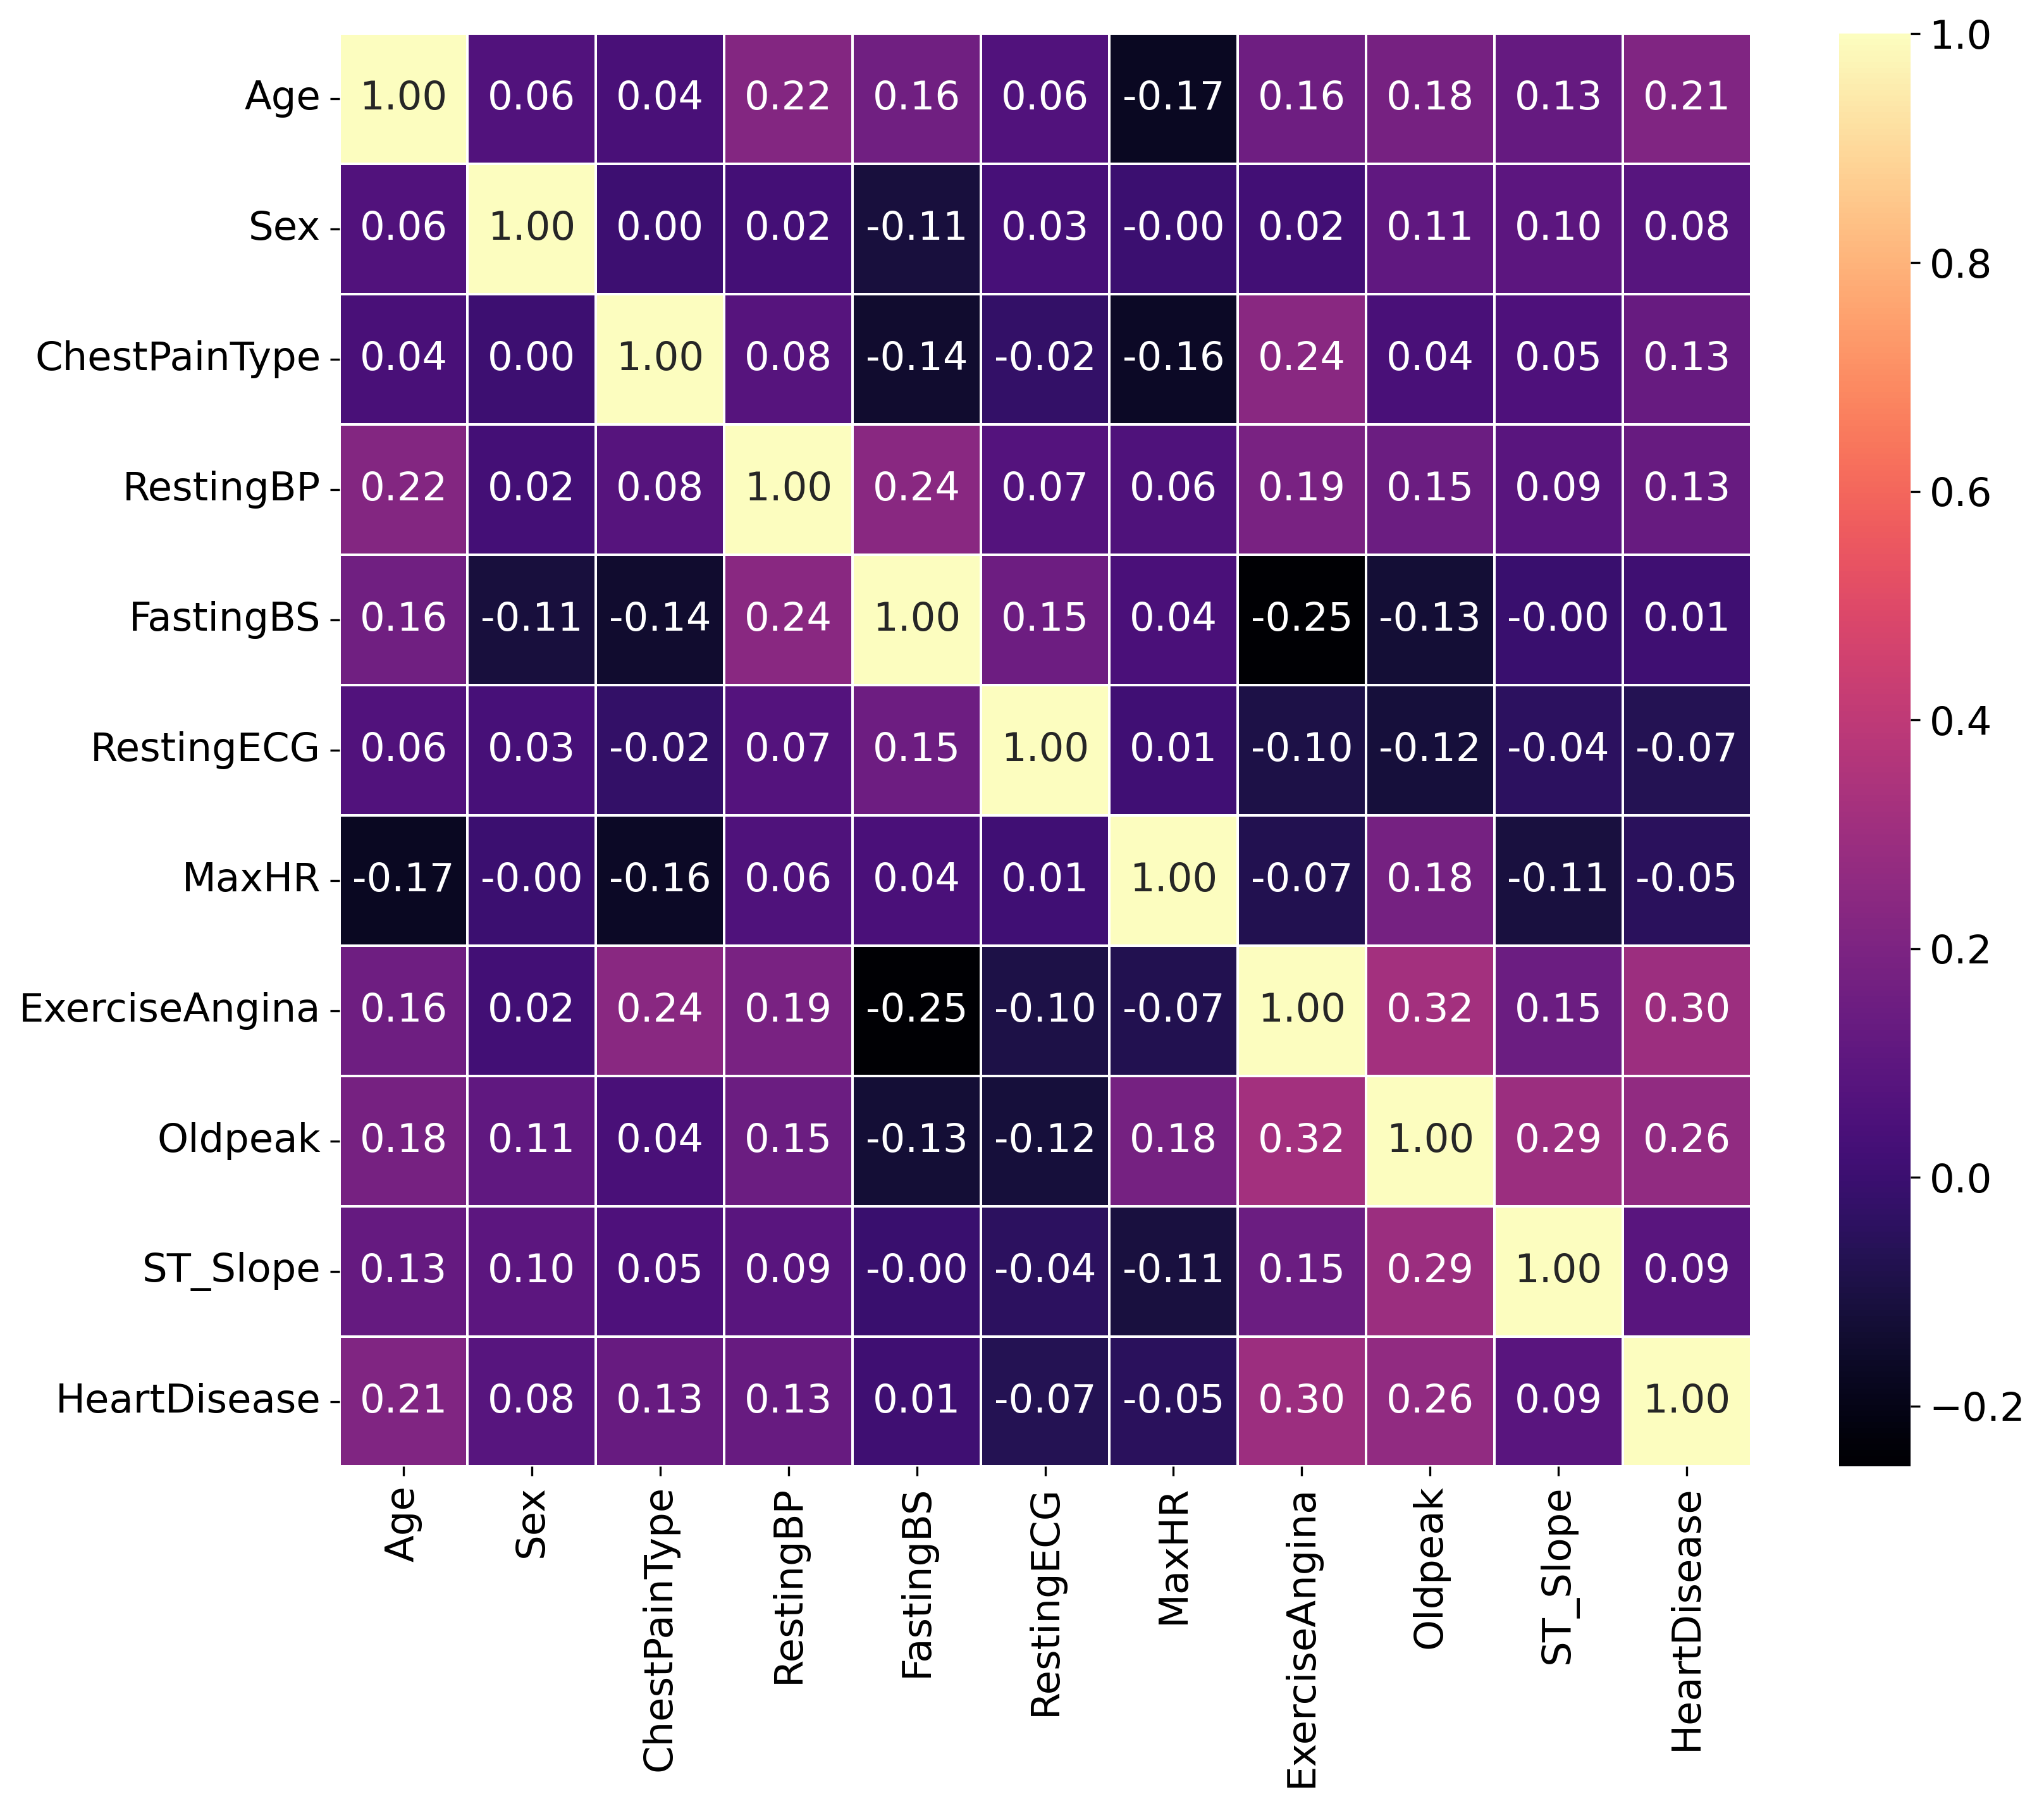 Age 1.00 0.06 0.04 0.22 0.16 0.06 -0.17 0.16 0.18 0.13 0.21
Sex 0.06 1.00 0.00 0.02 -0.11 0.03 -0.00 0.02 0.11 0.10 0.08
ChestPainType 0.04 0.00 1.00 0.08 -0.14 -0.02 -0.16 0.24 0.04 0.05 0.13
RestingBP 0.22 0.02 0.08 1.00 0.24 0.07 0.06 0.19 0.15 0.09 0.13
FastingBS 0.16 -0.11 -0.14 0.24 1.00 0.15 0.04 -0.25 -0.13 -0.00 0.01
RestingECG 0.06 0.03 -0.02 0.07 0.15 1.00 0.01 -0.10 -0.12 -0.04 -0.07
MaxHR -0.17 -0.00 -0.16 0.06 0.04 0.01 1.00 -0.07 0.18 -0.11 -0.05
ExerciseAngina 0.16 0.02 0.24 0.19 -0.25 -0.10 -0.07 1.00 0.32 0.15 0.30
Oldpeak 0.18 0.11 0.04 0.15 -0.13 -0.12 0.18 0.32 1.00 0.29 0.26
ST_Slope 0.13 0.10 0.05 0.09 -0.00 -0.04 -0.11 0.15 0.29 1.00 0.09
HeartDisease 0.21 0.08 0.13 0.13 0.01 -0.07 -0.05 0.30 0.26 0.09 1.00
Age
Sex
ChestPainType
RestingBP
FastingBS
RestingECG
MaxHR
ExerciseAngina
Oldpeak
ST_Slope
HeartDisease
1.0
0.8
0.6
0.4
0.2
0.0
−0.2